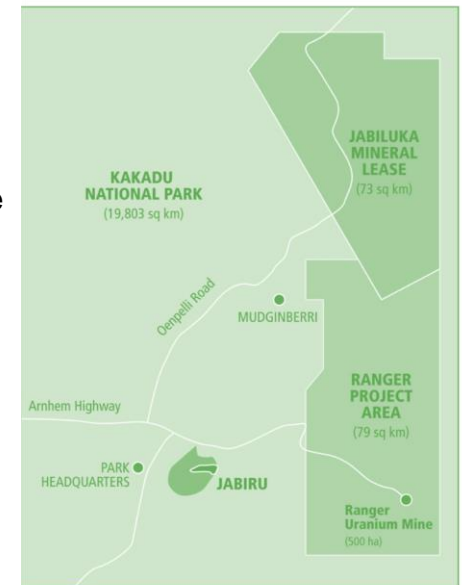 JABILUKA
MINERAL
LEASE
(73 sq km)
KAKADU
NATIONAL PARK
(19,803 sq km)
e
Oenpelli Road
MUDGINBERRI
RANGER
PROJECT
AREA
(79 sq km)
Arnhem Highway
PARK
HEADQUARTERS
JABIRU
Ranger
Uranium Mine
(500 ha)